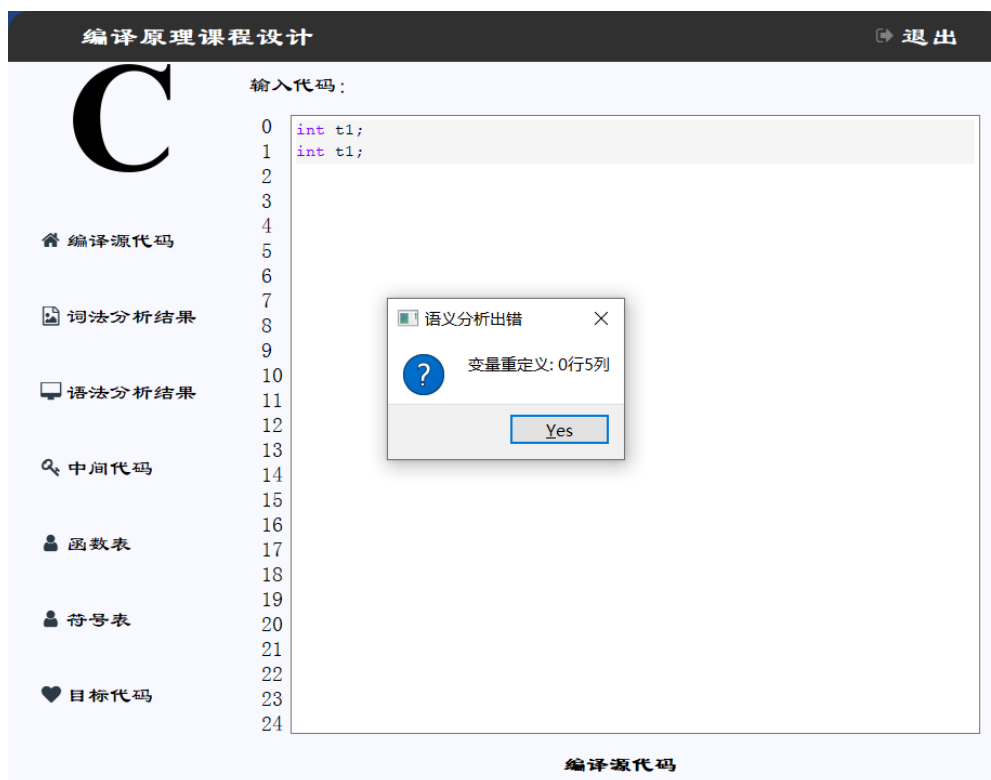 编译原理课程设计
退出
C
输入代码:
编译源代码
词法分析结果
语法分析结果
中间代码
函数表
符号表
目标代码
0
1
2
3
4
5
6
7
8
9
10
11
12
13
14
15
16
17
18
19
20
21
22
23
24
int t1;
int t1;
语义分析出错
变量重定义: 0行5列
Yes
编译源代码